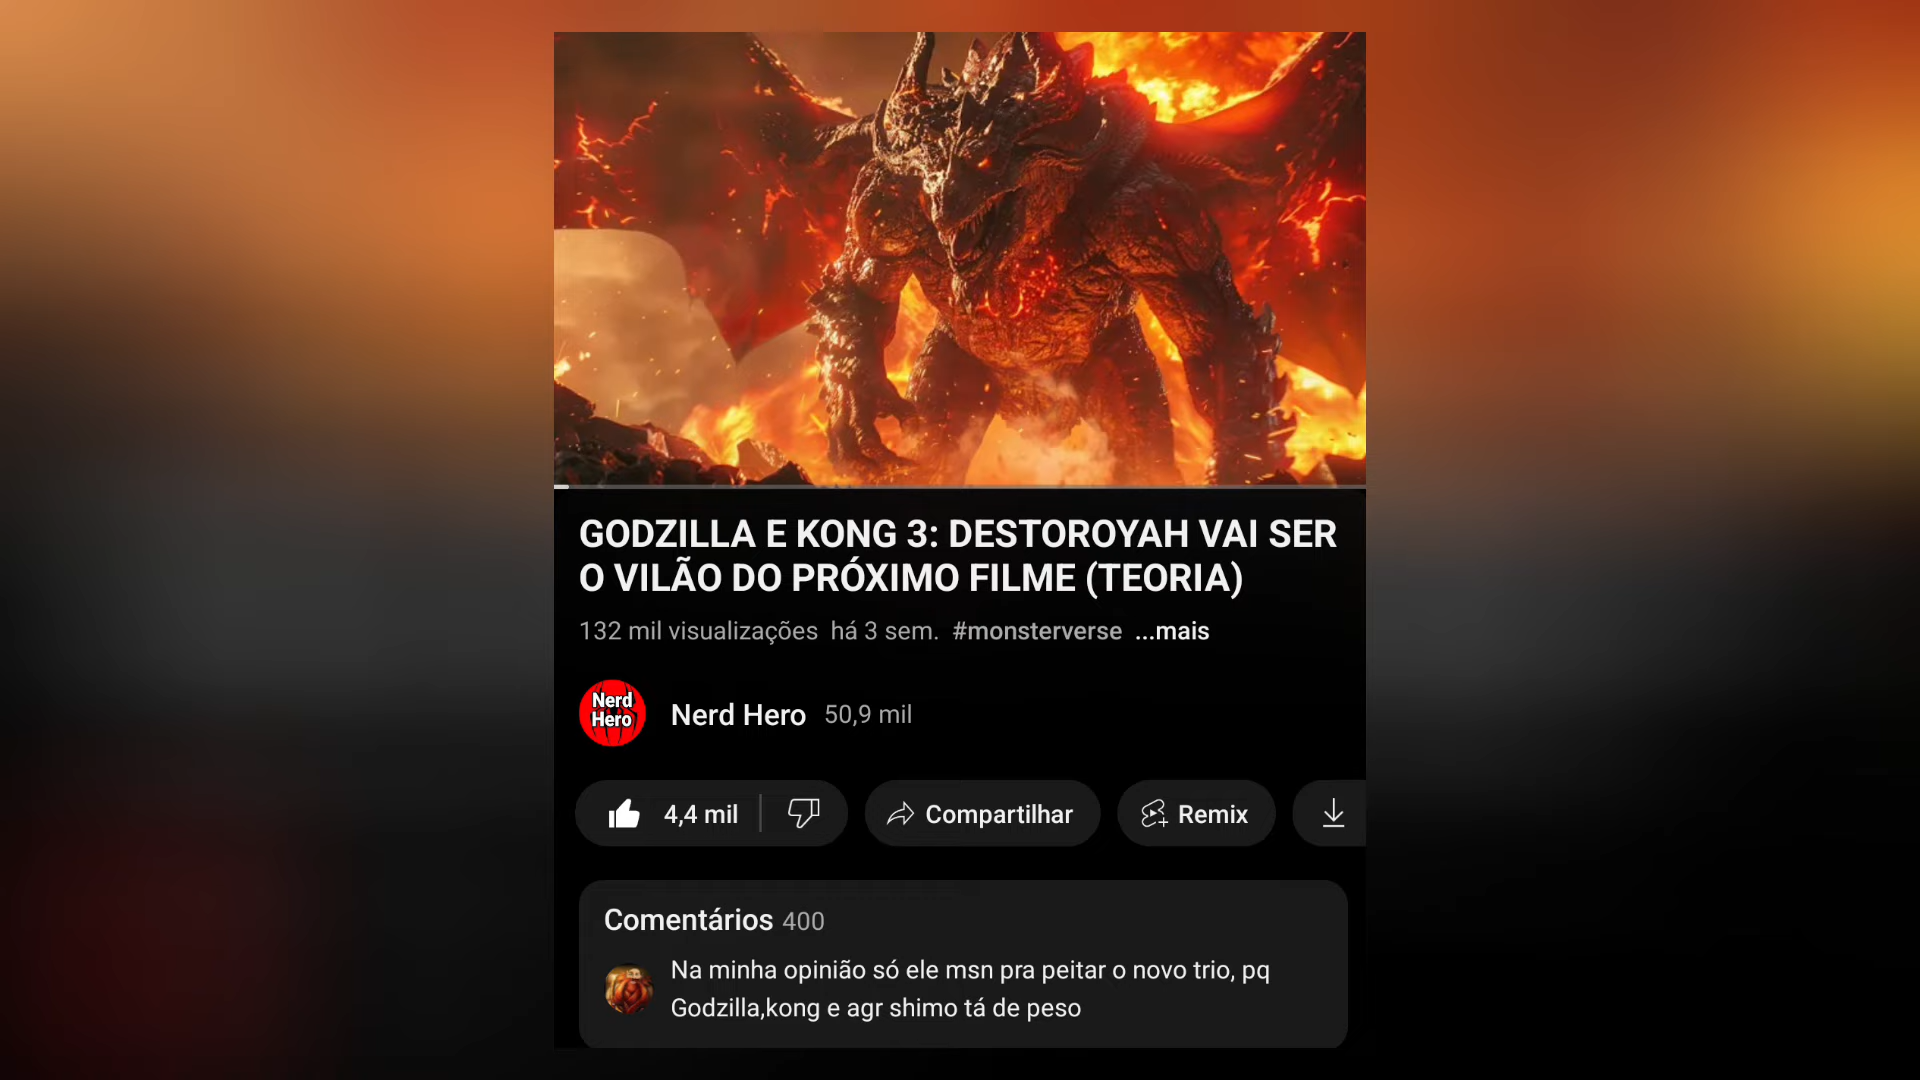 GODZILLA E KONG 3: DESTOROYAH VAI SER
O VILÃO DO PRÓXIMO FILME (TEORIA)
132 mil visualizações há 3 sem. #monsterverse ...mais
Nerd
Hero
Nerd Hero 50,9 mil
4,4 mil Compartilhar Remix
Comentários 400
Na minha opinião só ele msn pra peitar o novo trio, pq
Godzilla,kong e agr shimo tá de peso